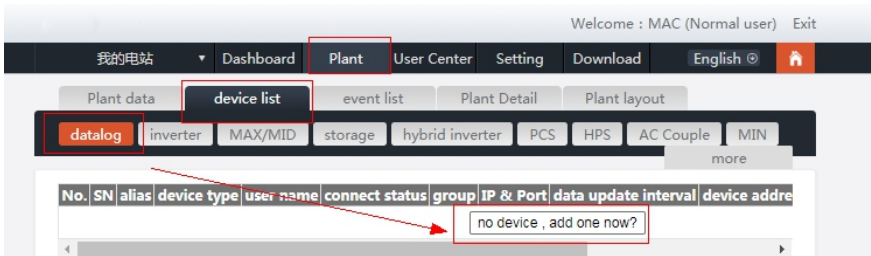 Welcome : MAC (Normal user) Exit
我的电站 ▼ Dashboard Plant User Center Setting Download English
Plant data device list event list Plant Detail Plant layout
datalog inverter MAX/MID storage hybrid inverter PCS HPS AC Couple MIN
more
No. SN alias device type user name connect status group IP & Port data update interval device addre
no device , add one now?